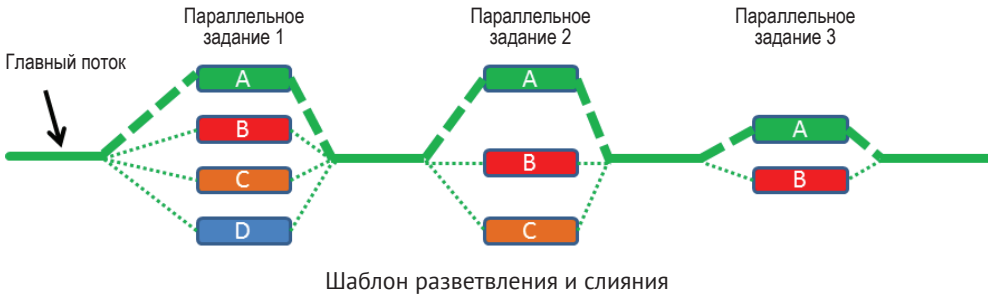 Параллельное
задание 1
Параллельное
задание 2
Параллельное
задание 3
Главный поток
A
B
C
D
A
B
C
A
B
Шаблон разветвления и слияния